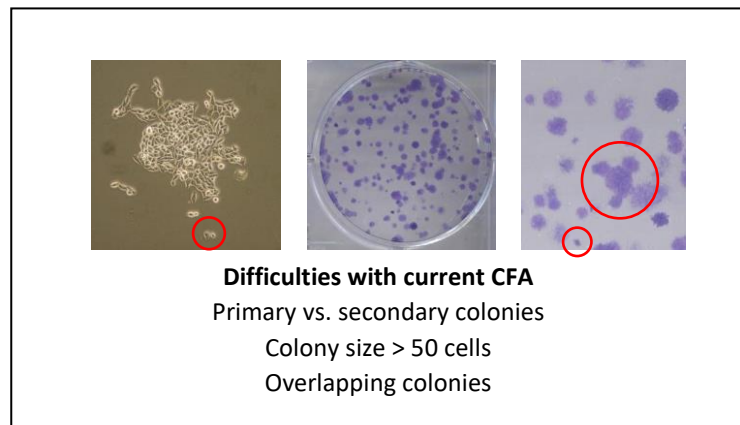 Difficulties with current CFA
Primary vs. secondary colonies
Colony size > 50 cells
Overlapping colonies